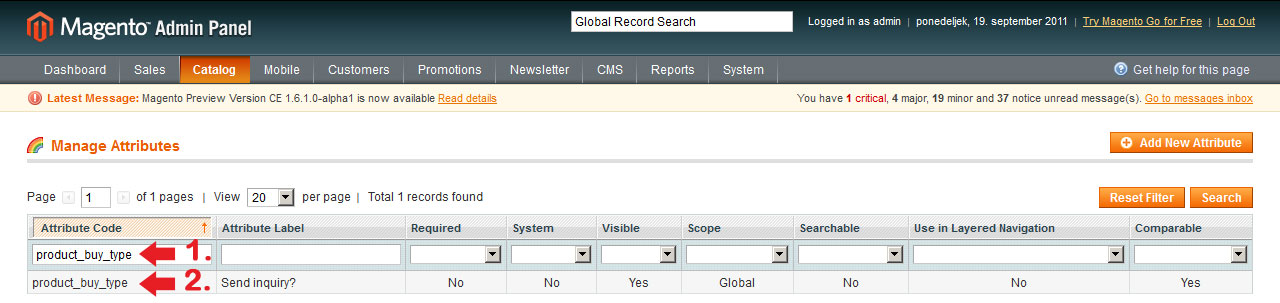 Magento™ Admin Panel
Global Record Search
Logged in as admin | ponedeljek, 19. september 2011 | Try Magento Go for Free | Log Out
Dashboard Sales Catalog Mobile Customers Promotions Newsletter CMS Reports System
Get help for this page
Latest Message: Magento Preview Version CE 1.6.1.0-alpha1 is now available Read details
You have 1 critical, 4 major, 19 minor and 37 notice unread message(s). Go to messages inbox
Manage Attributes
Add New Attribute
Page 1 of 1 pages | View 20 per page | Total 1 records found
Reset Filter Search
Attribute Code Attribute Label Required System Visible Scope Searchable Use in Layered Navigation Comparable
product_buy_type 1.
product_buy_type 2. Send inquiry? No No Yes Global No No Yes